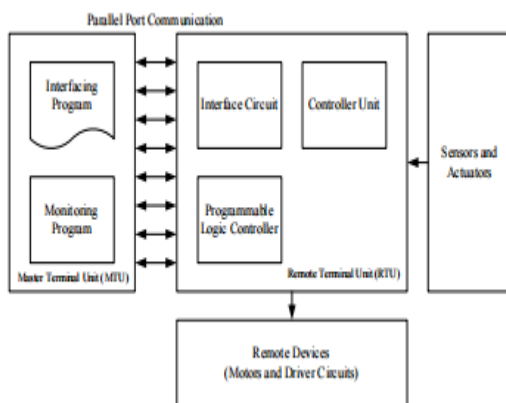 Parallel Port Communication
Interfacing
Program
Monitoring
Program
Master Terminal Unit (MTU)
Interface Circuit
Controller Unit
Programmable
Logic Controller
Remote Terminal Unit (RTU)
Sensors and
Actuators
Remote Devices
(Motors and Driver Circuits)